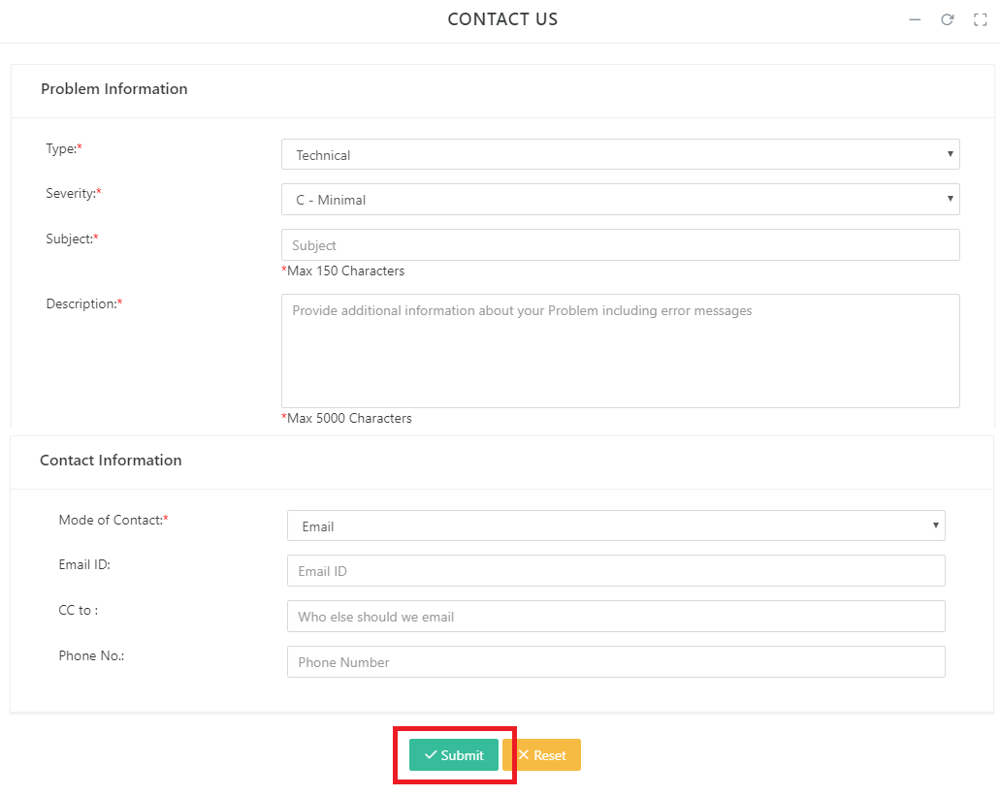 CONTACT US
Problem Information
Type:*
Technical
Severity:*
C - Minimal
Subject:*
Subject
*Max 150 Characters
Description:*
Provide additional information about your Problem including error messages
*Max 5000 Characters
Contact Information
Mode of Contact:*
Email
Email ID:
Email ID
CC to :
Who else should we email
Phone No.:
Phone Number
Submit
Reset